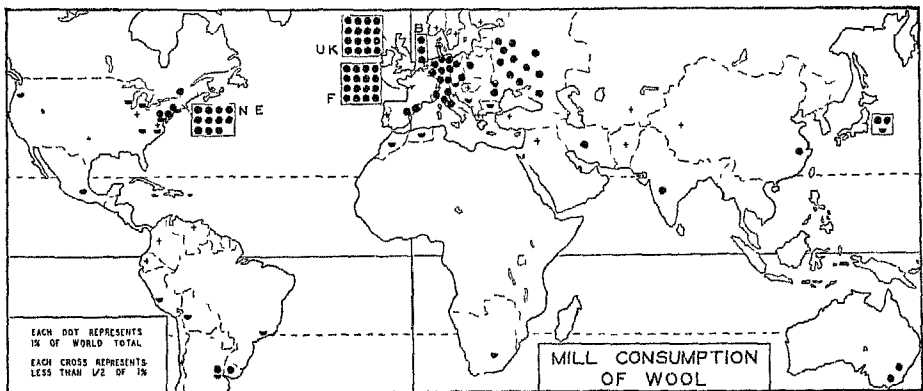 UK
B
F
N E
EACH DOT REPRESENTS
1% OF WORLD TOTAL
EACH CROSS REPRESENTS
LESS THAN 1/2 OF 1%
MILL CONSUMPTION
OF WOOL